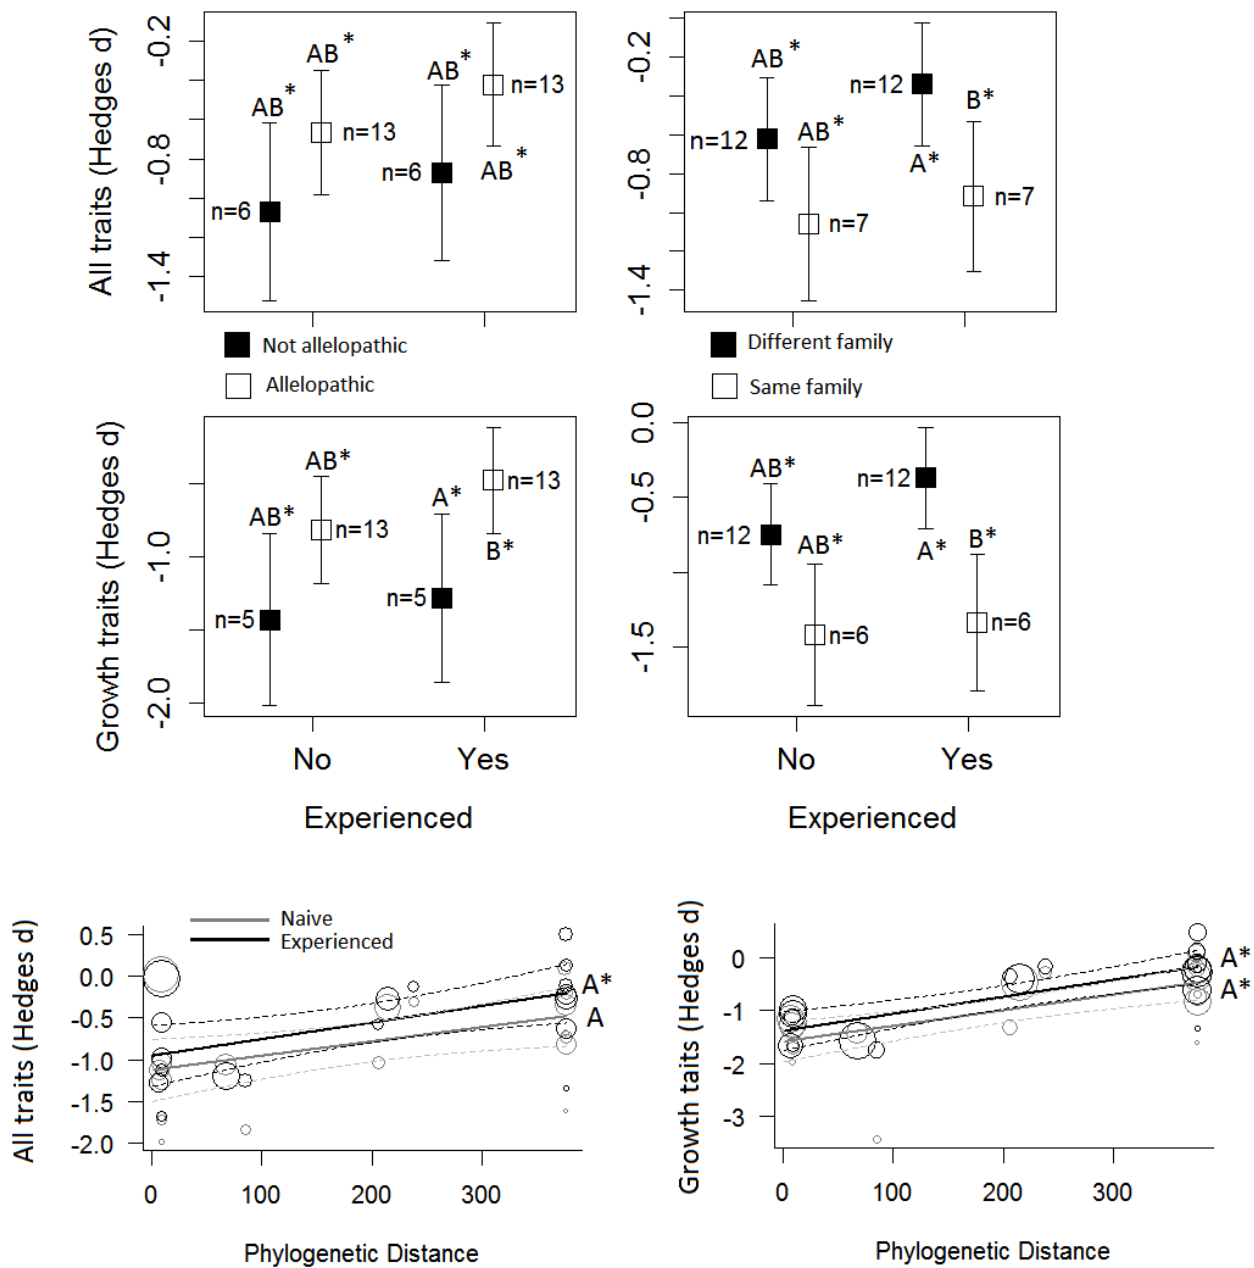 All traits (Hedges d)
-0.2
-0.8
-1.4
AB*
n=6
AB*
n=13
AB*
n=6
n=13
AB*
All traits (Hedges d)
-0.2
-0.8
-1.4
AB*
n=12
AB*
n=7
n=12
A*
B*
n=7
Not allelopathic
Allelopathic
Different family
Same family
Growth traits (Hedges d)
-1.0
-2.0
AB*
n=5
AB*
n=13
A*
n=5
n=13
B*
No
Yes
Experienced
0.0
-0.5
-1.5
AB*
n=12
AB*
n=6
n=12
A*
B*
n=6
No
Yes
Experienced
All traits (Hedges d)
0.5
0.0
-0.5
-1.0
-1.5
-2.0
Naive
Experienced
A*
A
0
100
200
300
Phylogenetic Distance
Growth taits (Hedges d)
0
-1
-2
-3
A*
A*
0
100
200
300
Phylogenetic Distance